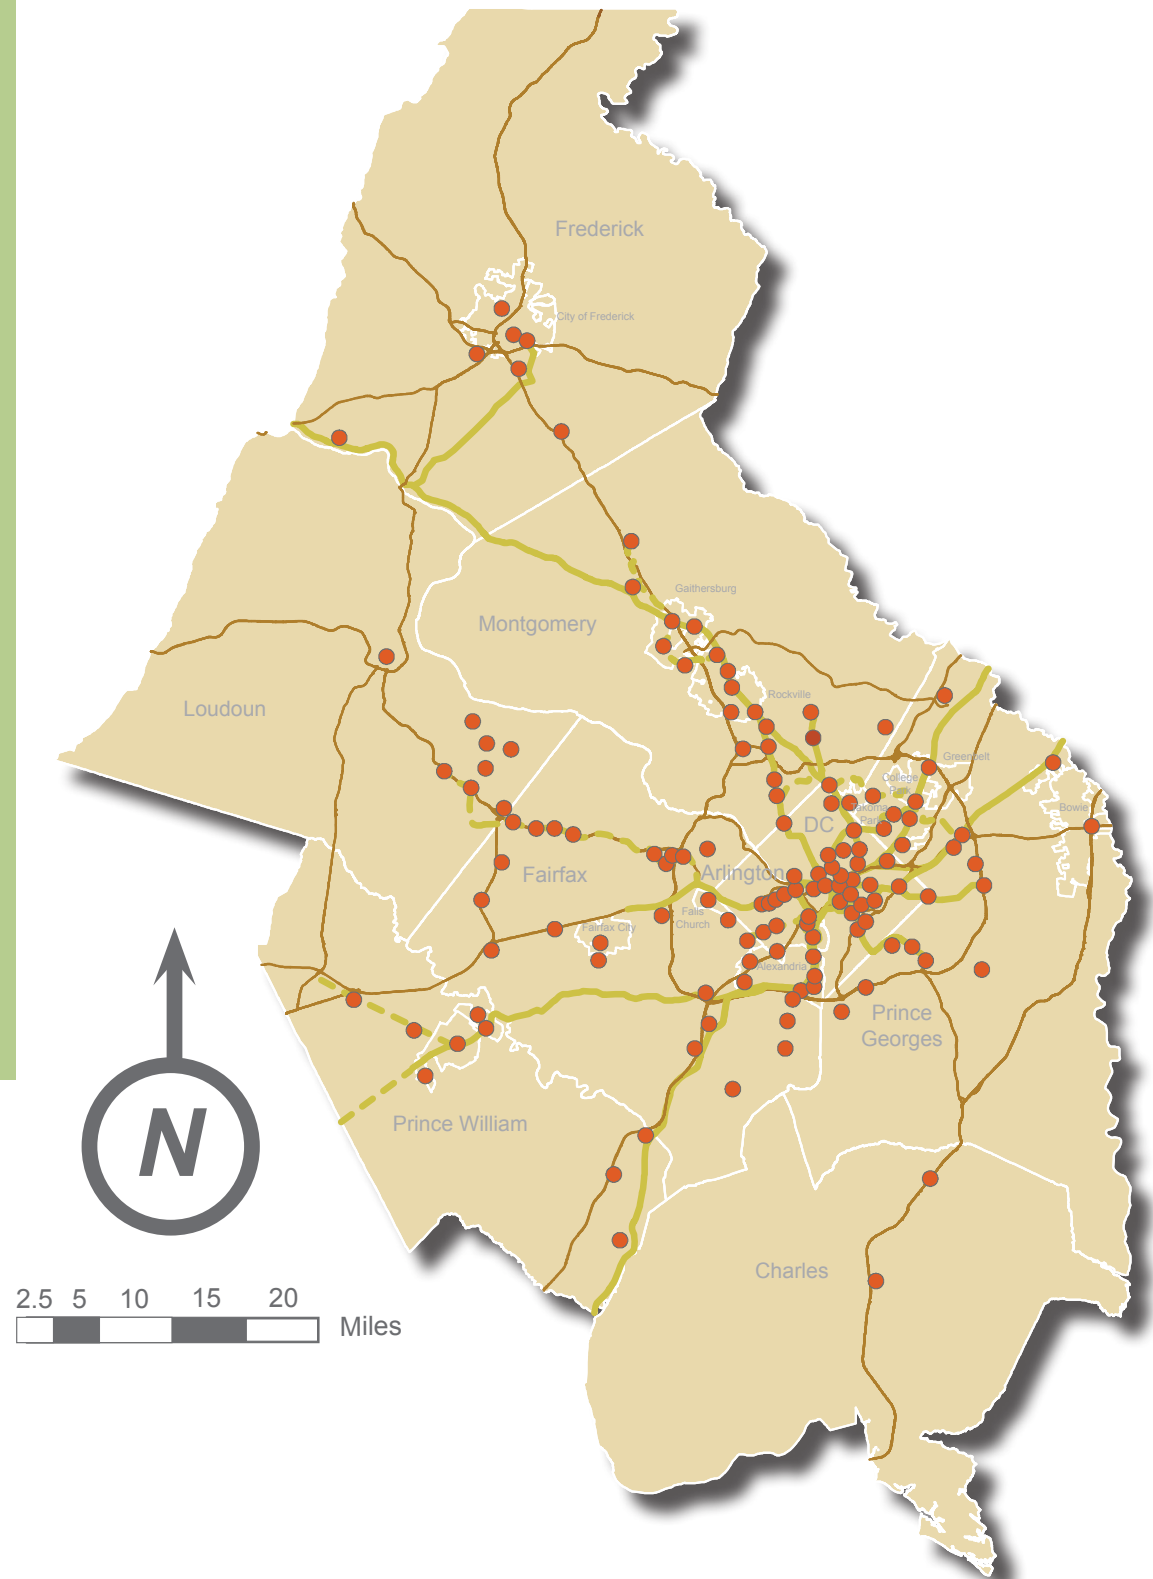 Frederick
City of Frederick
Gaithersburg
Montgomery
Rockville
Loudoun
Greenbelt
College
Park
Takoma
Park
Bowie
DC
Arlington
Fairfax
Falls
Church
Fairfax City
Alexandria
Prince
Georges
Prince William
N
Charles
2.5 5 10 15 20
Miles